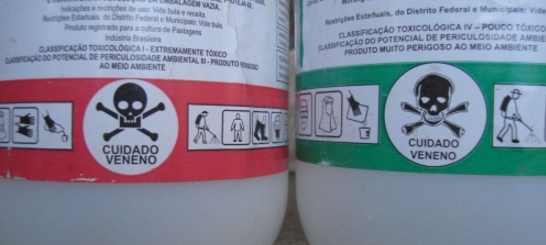 DA EMBALAGEM VAZIA.
Indicações e restrições de uso: Vide bula e receita.
Restrições Estaduais, do Distrito Federal e Municipais: Vide bula.
Produto registrado para a cultura de Pastagens
Indústria Brasileira
CLASSIFICAÇÃO TOXICOLÓGICA I - EXTREMAMENTE TÓXICO
CLASSIFICAÇÃO DO POTENCIAL DE PERICULOSIDADE AMBIENTAL III - PRODUTO PERIGOSO
AO MEIO AMBIENTE
CUIDADO
VENENO
Restrições Estaduais, do Distrito Federal e Municipais: Vide
CLASSIFICAÇÃO TOXICOLÓGICA IV – POUCO TÓXICO
CLASSIFICAÇÃO DO POTENCIAL DE PERICULOSIDADE AMBIE
PRODUTO MUITO PERIGOSO AO MEIO AMBIENTE
CUIDADO
VENENO